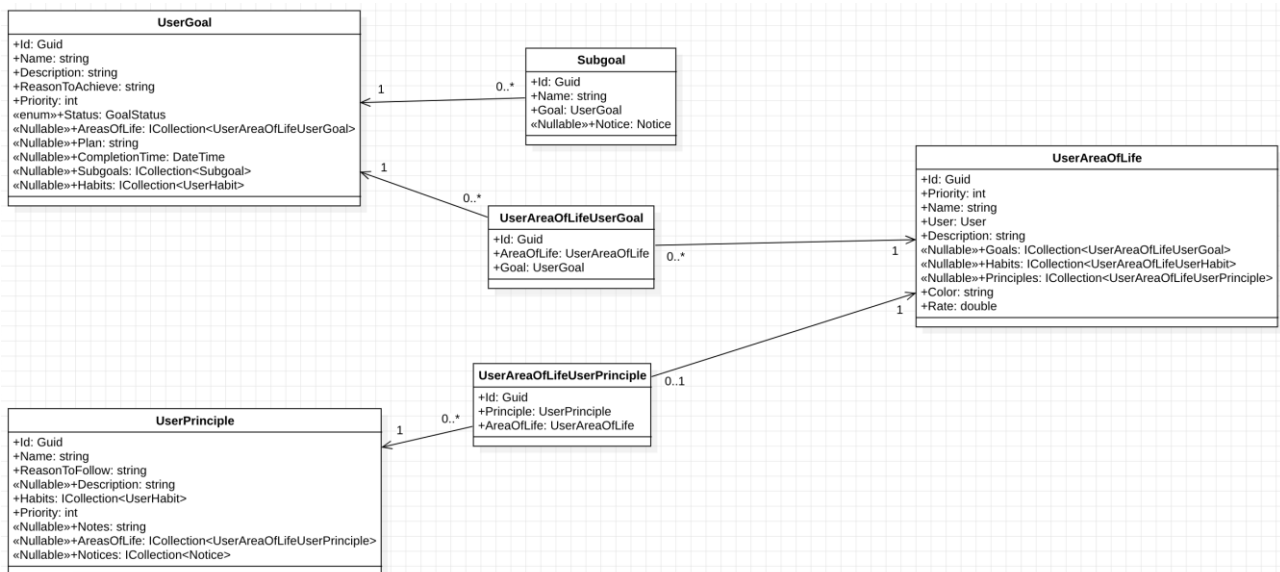 UserGoal
+Id: Guid
+Name: string
+Description: string
+ReasonToAchieve: string
+Priority: int
«enum»+Status: GoalStatus
«Nullable»+AreasOfLife: ICollection<UserAreaOfLifeUserGoal>
«Nullable»+Plan: string
«Nullable»+CompletionTime: DateTime
«Nullable»+Subgoals: ICollection<Subgoal>
«Nullable»+Habits: ICollection<UserHabit>
1
0..*
Subgoal
+Id: Guid
+Name: string
+Goal: UserGoal
«Nullable»+Notice: Notice
1
0..*
UserAreaOfLifeUserGoal
+Id: Guid
+AreaOfLife: UserAreaOfLife
+Goal: UserGoal
0..*
1
UserAreaOfLife
+Id: Guid
+Priority: int
+Name: string
+User: User
+Description: string
«Nullable»+Goals: ICollection<UserAreaOfLifeUserGoal>
«Nullable»+Habits: ICollection<UserAreaOfLifeUserHabit>
«Nullable»+Principles: ICollection<UserAreaOfLifeUserPrinciple>
+Color: string
+Rate: double
1
0..1
UserAreaOfLifeUserPrinciple
+Id: Guid
+Principle: UserPrinciple
+AreaOfLife: UserAreaOfLife
0..*
1
UserPrinciple
+Id: Guid
+Name: string
+ReasonToFollow: string
«Nullable»+Description: string
+Habits: ICollection<UserHabit>
+Priority: int
«Nullable»+Notes: string
«Nullable»+AreasOfLife: ICollection<UserAreaOfLifeUserPrinciple>
«Nullable»+Notices: ICollection<Notice>